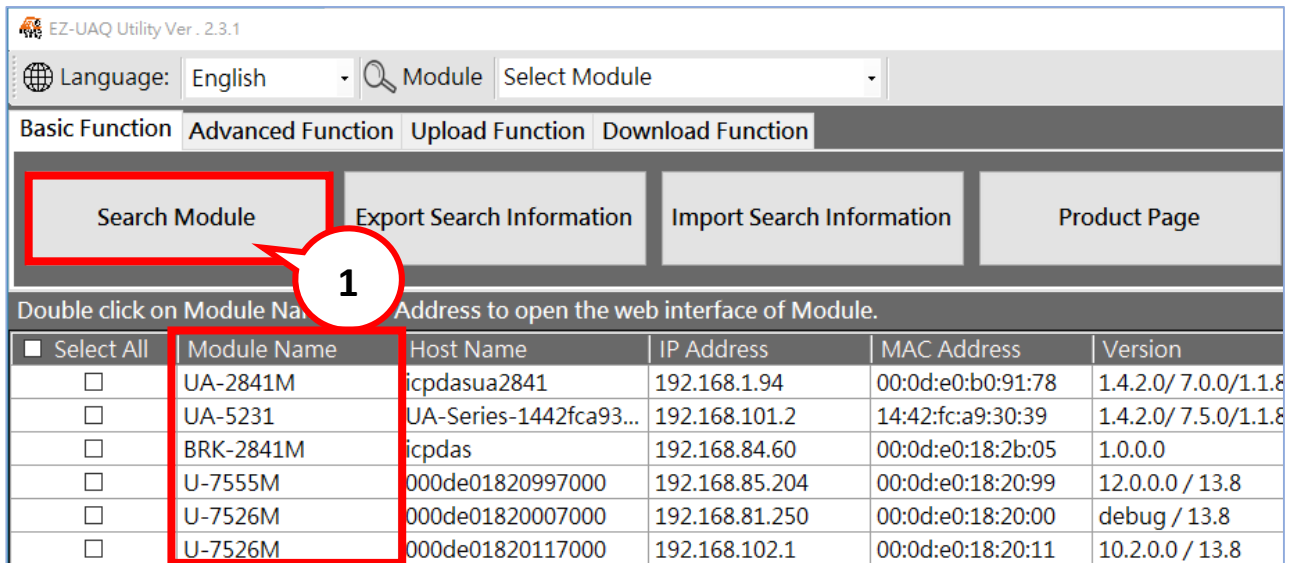 EZ-UAQ Utility Ver . 2.3.1
Language: English Module Select Module
Basic Function Advanced Function Upload Function Download Function
Search Module Export Search Information Import Search Information Product Page
1
Double click on Module Na Address to open the web interface of Module.
Select All Module Name Host Name IP Address MAC Address Version
UA-2841M icpdasua2841 192.168.1.94 00:0d:e0:b0:91:78 1.4.2.0/ 7.0.0/1.1.8
UA-5231 UA-Series-1442fca93... 192.168.101.2 14:42:fc:a9:30:39 1.4.2.0/ 7.5.0/1.1.8
BRK-2841M icpdas 192.168.84.60 00:0d:e0:18:2b:05 1.0.0.0
U-7555M 000de01820997000 192.168.85.204 00:0d:e0:18:20:99 12.0.0.0 / 13.8
U-7526M 000de01820007000 192.168.81.250 00:0d:e0:18:20:00 debug / 13.8
U-7526M 000de01820117000 192.168.102.1 00:0d:e0:18:20:11 10.2.0.0 / 13.8